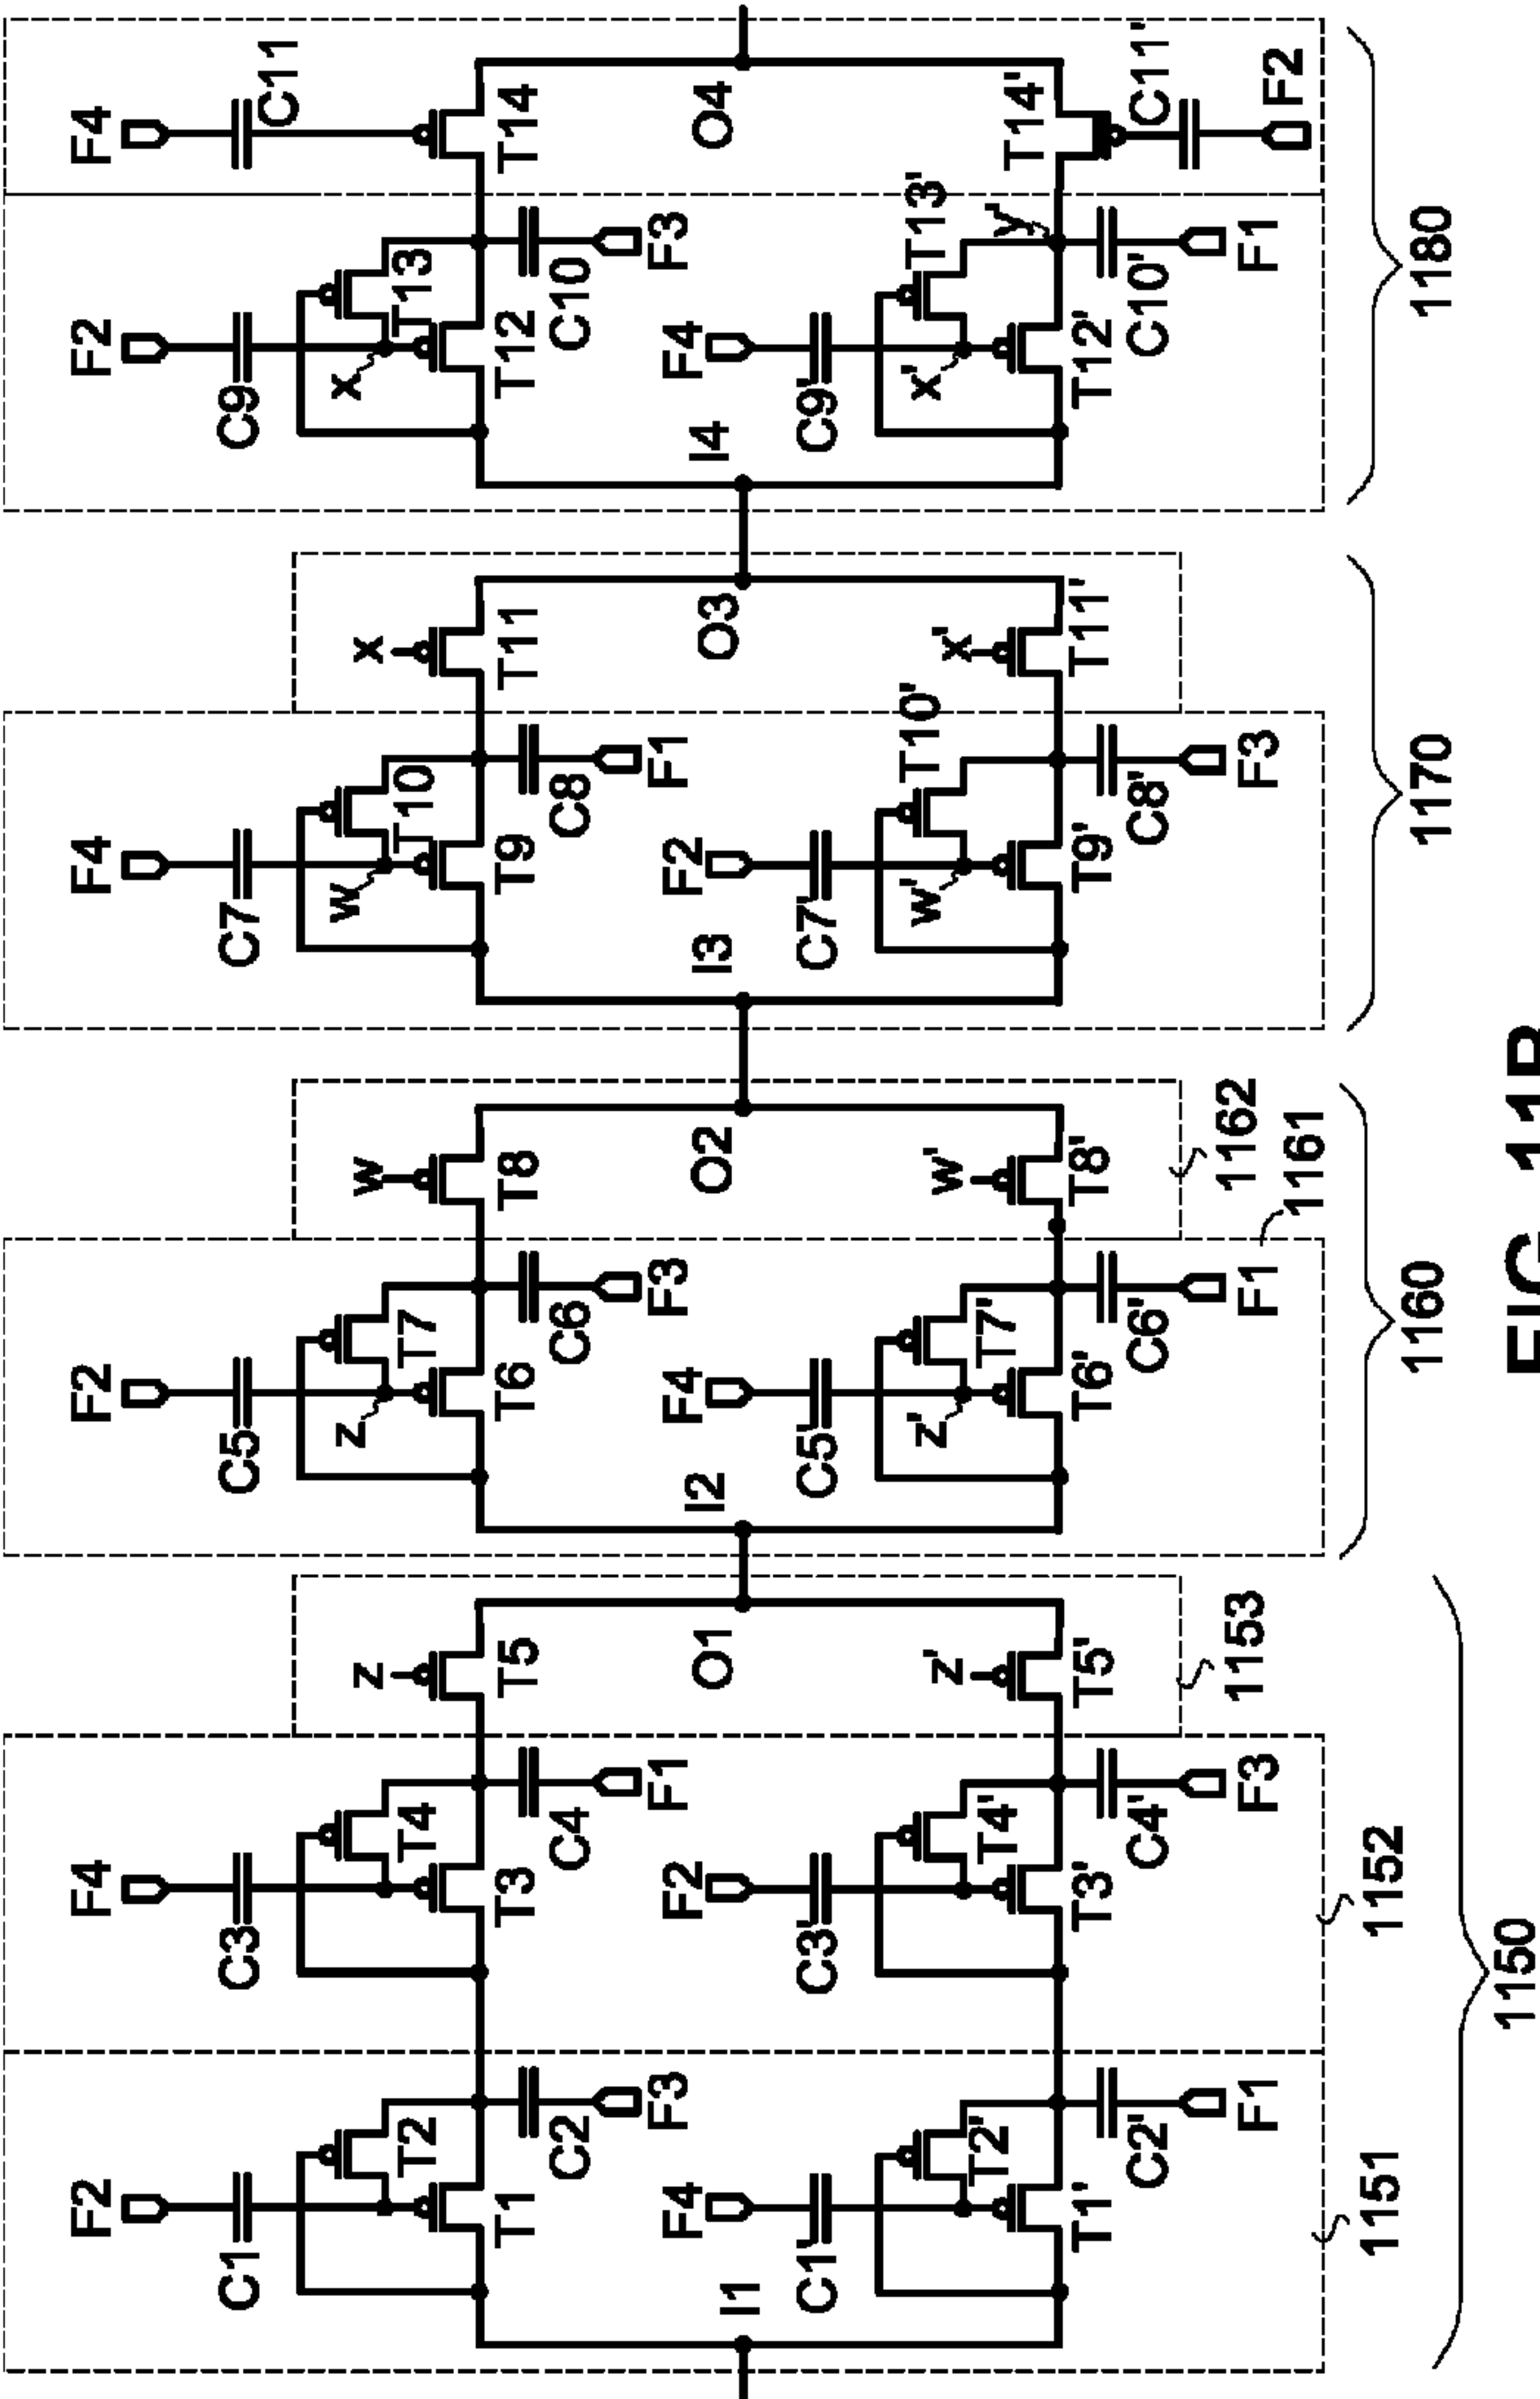 F2 F4 F2 F4 F2 F4
C1 C3 C5 C7 C9 C11
z z w w x x
T2 T4 T7 T10 T13
T1 T3 T5 T6 T8 T9 T11 T12 T14
C2 C4 C6 C8 C10
F3 F1 F3 F1 F3
F4 F2 F4 F2 F4
I1 O1 I2 O2 I3 O3 I4 O4
C1' C3' C5' C7' C9'
z' z' w' w' x' x' y'
T2' T4' T7' T10' T13' T14'
T1' T3' T5' T6' T8' T9' T11' T12'
C2' C4' C6' C8' C10' C11'
F1 F3 F1 F3 F1 F2
1153 1162
1161
1151 1152
1160 1170 1180
1150